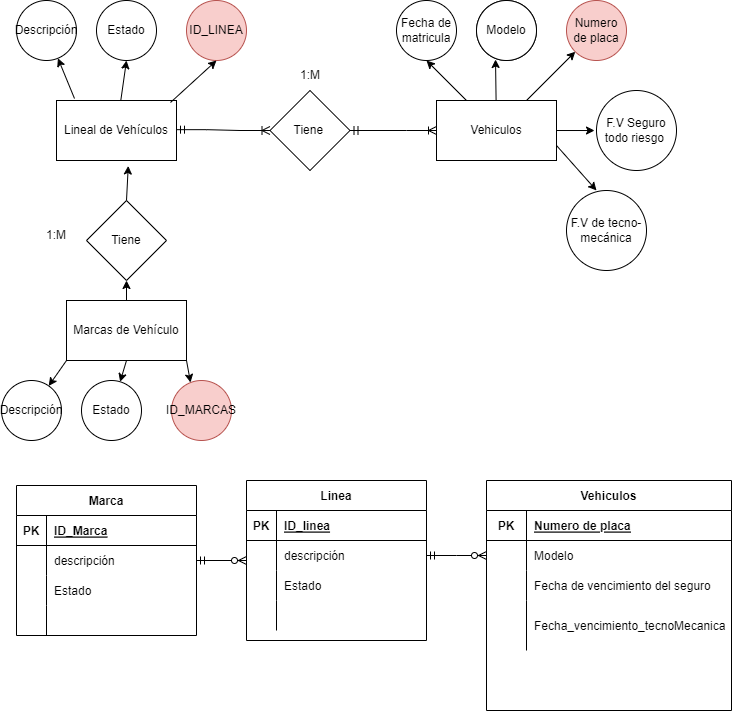 Descripción
Estado
ID_LINEA
Fecha de
matricula
Modelo
Numero
de placa
1:M
Lineal de Vehículos
Tiene
Vehiculos
F.V Seguro
todo riesgo
F.V de tecno-
mecánica
1:M
Tiene
Marcas de Vehículo
Descripción
Estado
ID_MARCAS
Marca
PK ID_Marca
descripción
Estado
Linea
PK ID_linea
descripción
Estado
Vehiculos
PK Numero de placa
Modelo
Fecha de vencimiento del seguro
Fecha_vencimiento_tecnoMecanica